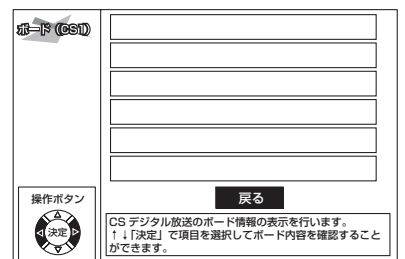 ボード (CS1)
戻る
操作ボタン
決定
CS デジタル放送のボード情報の表示を行います。
↑↓「決定」で項目を選択してボード内容を確認すること
ができます。